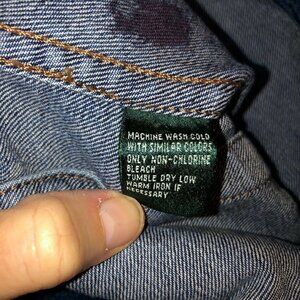 MACHINE WASH COLD
WITH SIMILAR COLORS
ONLY NON-CHLORINE
BLEACH
TUMBLE DRY LOW
WARM IRON IF
NECESSARY